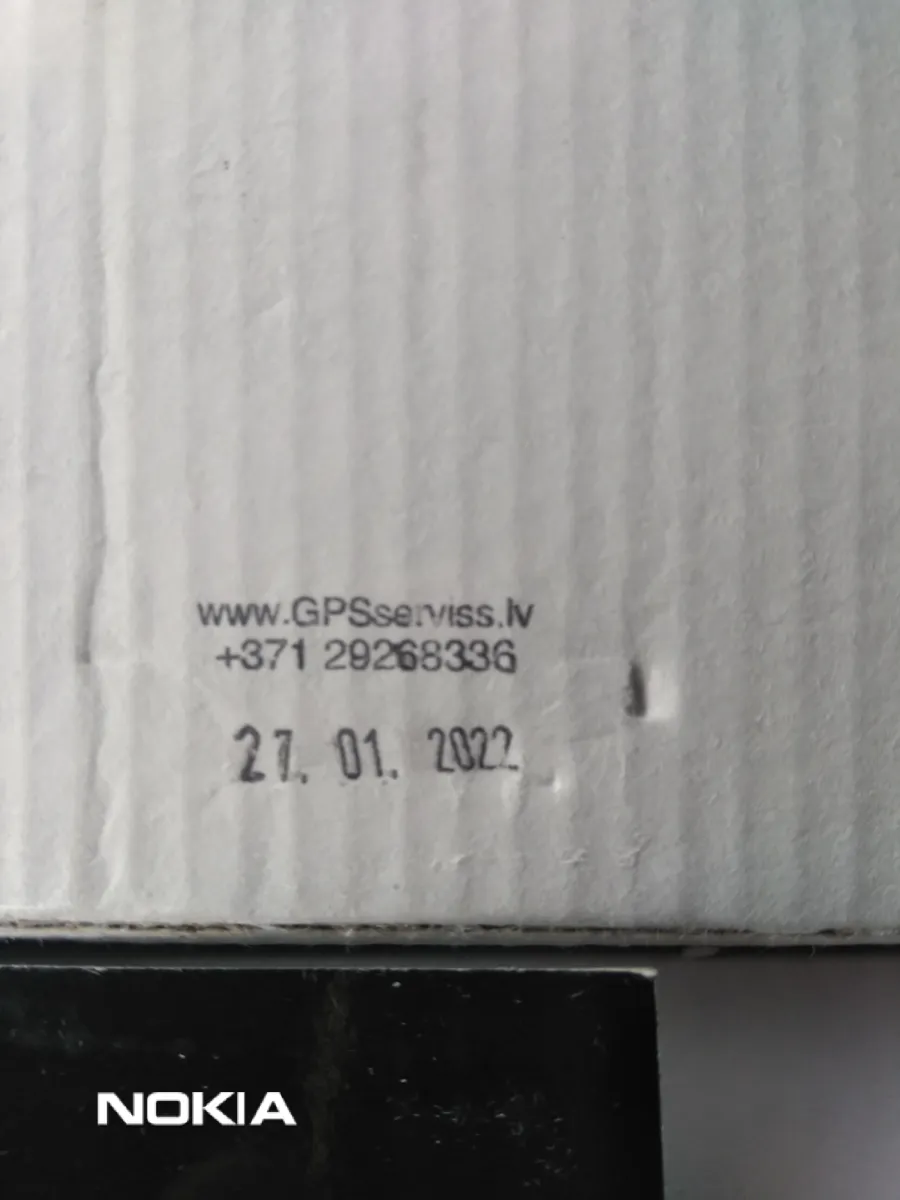 www.GPSserviss.lv
+371 29268336
27. 01. 2022
NOKIA